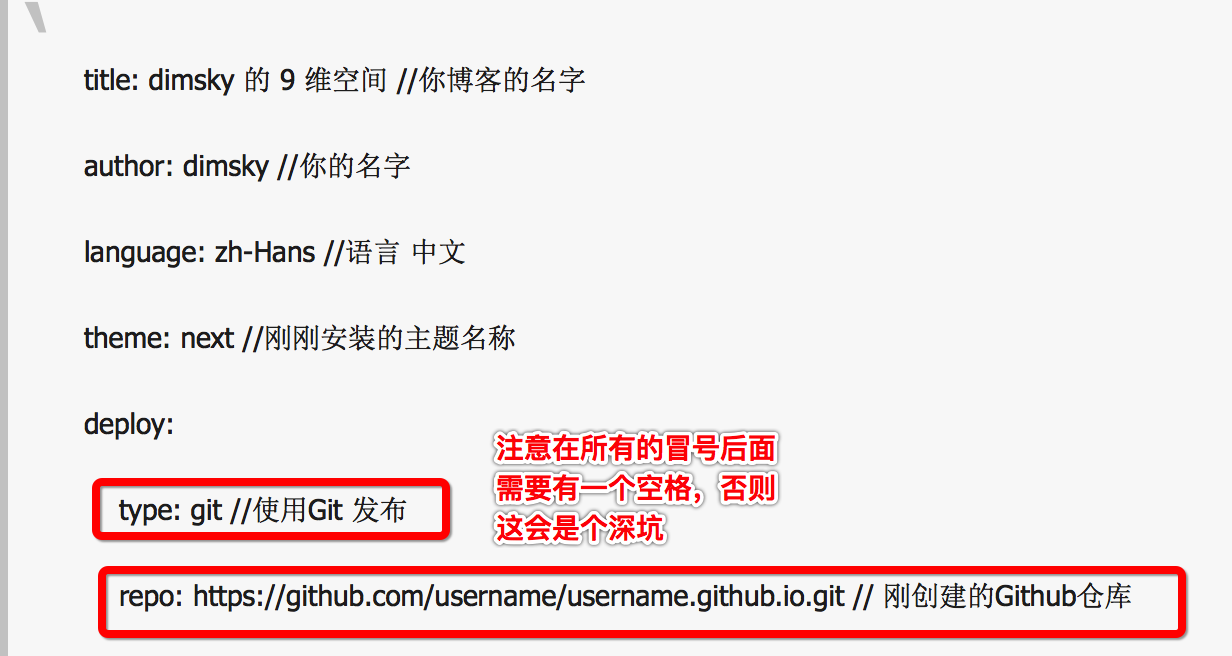 title: dimsky 的 9 维空间 //你博客的名字
author: dimsky //你的名字
language: zh-Hans //语言 中文
theme: next //刚刚安装的主题名称
deploy:
注意在所有的冒号后面
需要有一个空格，否则
这会是个深坑
type: git //使用Git 发布
repo: https://github.com/username/username.github.io.git // 刚创建的Github仓库